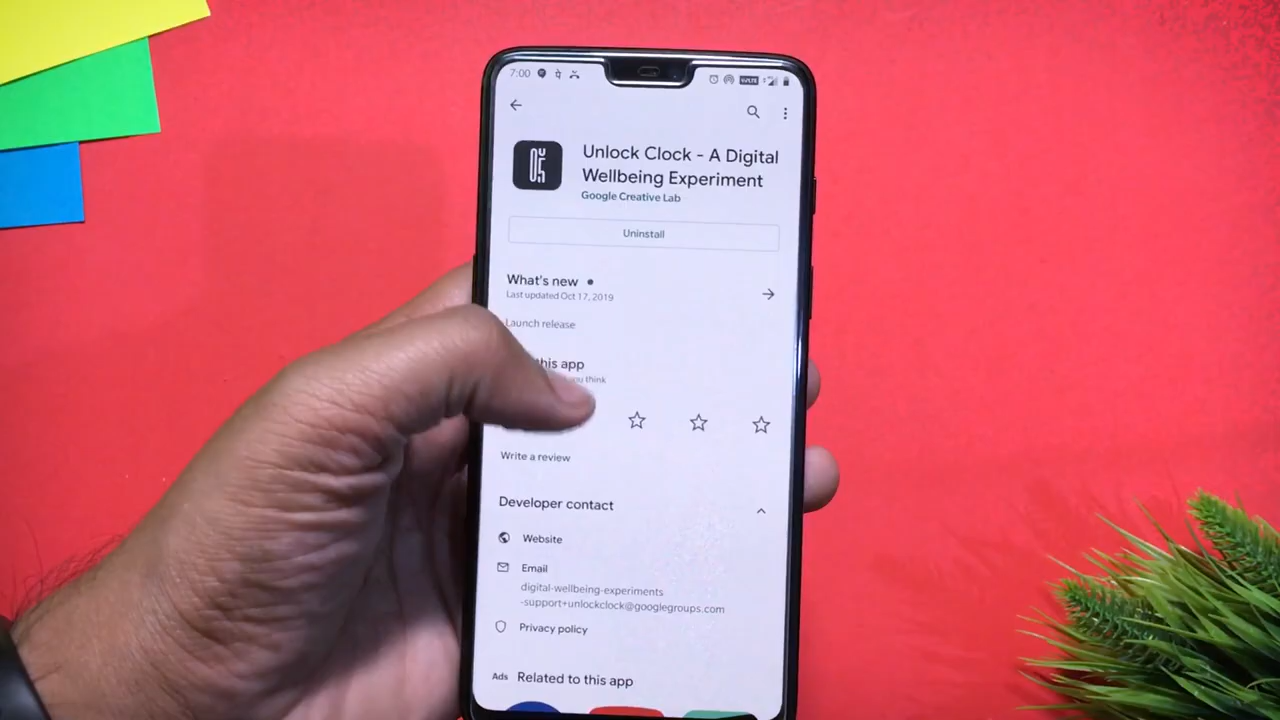 7:00
Unlock Clock - A Digital
Wellbeing Experiment
Google Creative Lab
Uninstall
What's new
Last updated Oct 17, 2019
Launch release
this app
you think
Write a review
Developer contact
Website
Email
digital-wellbeing-experiments
-support+unlockclock@googlegroups.com
Privacy policy
Ads Related to this app